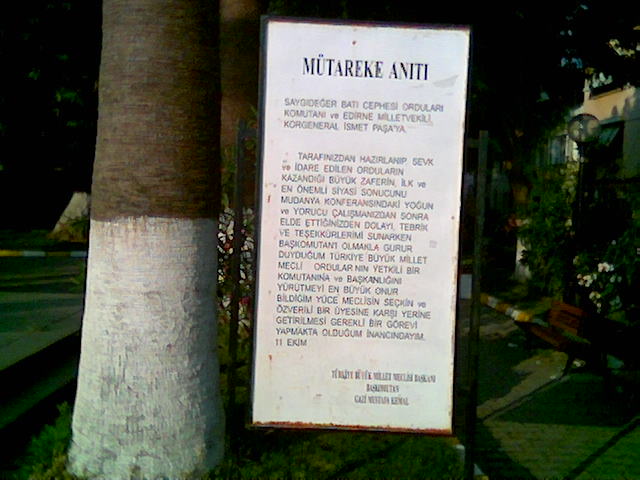 MÜTAREKE ANITI
SAYGIDEĞER BATI CEPHESİ ORDULARI
KOMUTANI ve EDİRNE MİLLETVEKİLİ,
KORGENERAL İSMET PAŞA'YA,
TARAFINIZDAN HAZIRLANIP, SEVK
ve İDARE EDİLEN ORDULARIN
KAZANDIĞI BÜYÜK ZAFERİN, İLK ve
EN ÖNEMLİ SİYASİ SONUCUNU
MUDANYA KONFERANSINDAKİ YOĞUN
ve YORUCU ÇALIŞMANIZDAN SONRA
ELDE ETTİĞİNİZDEN DOLAYI, TEBRİK
VE TEŞEKKÜRLERİMİ SUNARKEN
BAŞKOMUTANI OLMAKLA GURUR
DUYDUĞUM TÜRKİYE BÜYÜK MİLLET
MECLİ ORDULAR'NIN YETKİLİ BİR
KOMUTANINA ve BAŞKANLIĞINI
YÜRÜTMEYİ EN BÜYÜK ONUR
BİLDİĞİM YÜCE MECLİSİN SEÇKİN ve
ÖZVERİLİ BİR ÜYESİNE KARŞI YERİNE
GETİRİLMESİ GEREKLİ BİR GÖREVİ
YAPMAKTA OLDUĞUM İNANCINDAYIM.
11 EKİM
TÜRKİYE BÜYÜK MİLLET MECLİSİ BAŞKANI
BAŞKOMUTAN
GAZİ MUSTAFA KEMAL